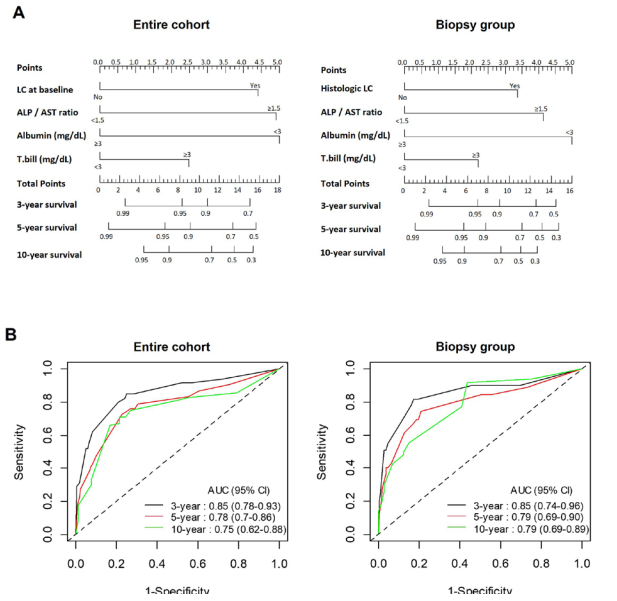 A
Entire cohort
Biopsy group
Points
0.0 0.5 1.0 1.5 2.0 2.5 3.0 3.5 4.0 4.5 5.0
LC at baseline
Yes
No
ALP / AST ratio
≥1.5
<1.5
Albumin (mg/dL)
<3
≥3
T.bill (mg/dL)
≥3
<3
Total Points
0 2 4 6 8 10 12 14 16 18
3-year survival
0.99 0.95 0.9 0.7
5-year survival
0.99 0.95 0.9 0.7 0.5
10-year survival
0.95 0.9 0.7 0.5 0.3
Points
0.0 0.5 1.0 1.5 2.0 2.5 3.0 3.5 4.0 4.5 5.0
Histologic LC
Yes
No
ALP / AST ratio
≥1.5
<1.5
Albumin (mg/dL)
<3
≥3
T.bill (mg/dL)
≥3
<3
Total Points
0 2 4 6 8 10 12 14 16
3-year survival
0.99 0.95 0.9 0.7 0.5
5-year survival
0.99 0.95 0.9 0.7 0.5 0.3
10-year survival
0.95 0.9 0.7 0.5 0.3
B
Entire cohort
Sensitivity
1.0
0.8
0.6
0.4
0.2
0.0
AUC (95% CI)
3-year : 0.85 (0.78-0.93)
5-year : 0.78 (0.7-0.86)
10-year : 0.75 (0.62-0.88)
0.0 0.2 0.4 0.6 0.8 1.0
1-Specificity
Biopsy group
Sensitivity
1.0
0.8
0.6
0.4
0.2
0.0
AUC (95% CI)
3-year : 0.85 (0.74-0.96)
5-year : 0.79 (0.69-0.90)
10-year : 0.79 (0.69-0.89)
0.0 0.2 0.4 0.6 0.8 1.0
1-Specificity